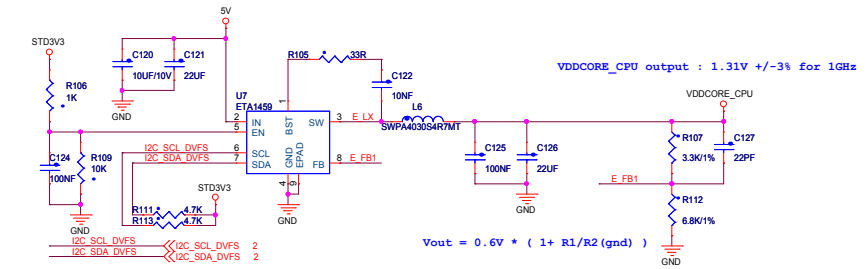 5V
STD3V3
R105 33R
C120
10UF/10V
C121
22UF
C122
10NF
VDDCORE_CPU output : 1.31V +/-3% for 1GHz
R106
1K
U7
ETA1459
L6
SWPA4030S4R7MT
VDDCORE_CPU
GND
1
2 IN
5 EN
BST
SW 3 E_LX
C124
100NF
R109
10K
I2C_SCL_DVFS 6 SCL
I2C_SDA_DVFS 7 SDA
GND
EPAD
FB 8 E_FB1
4
9
C125
100NF
C126
22UF
R107
3.3K/1%
C127
22PF
E_FB1
STD3V3
R111 4.7K
R113 4.7K
GND
GND
GND
R112
6.8K/1%
I2C_SCL_DVFS I2C_SCL_DVFS 2
I2C_SDA_DVFS I2C_SDA_DVFS 2
Vout = 0.6V * ( 1+ R1/R2(gnd) )
GND